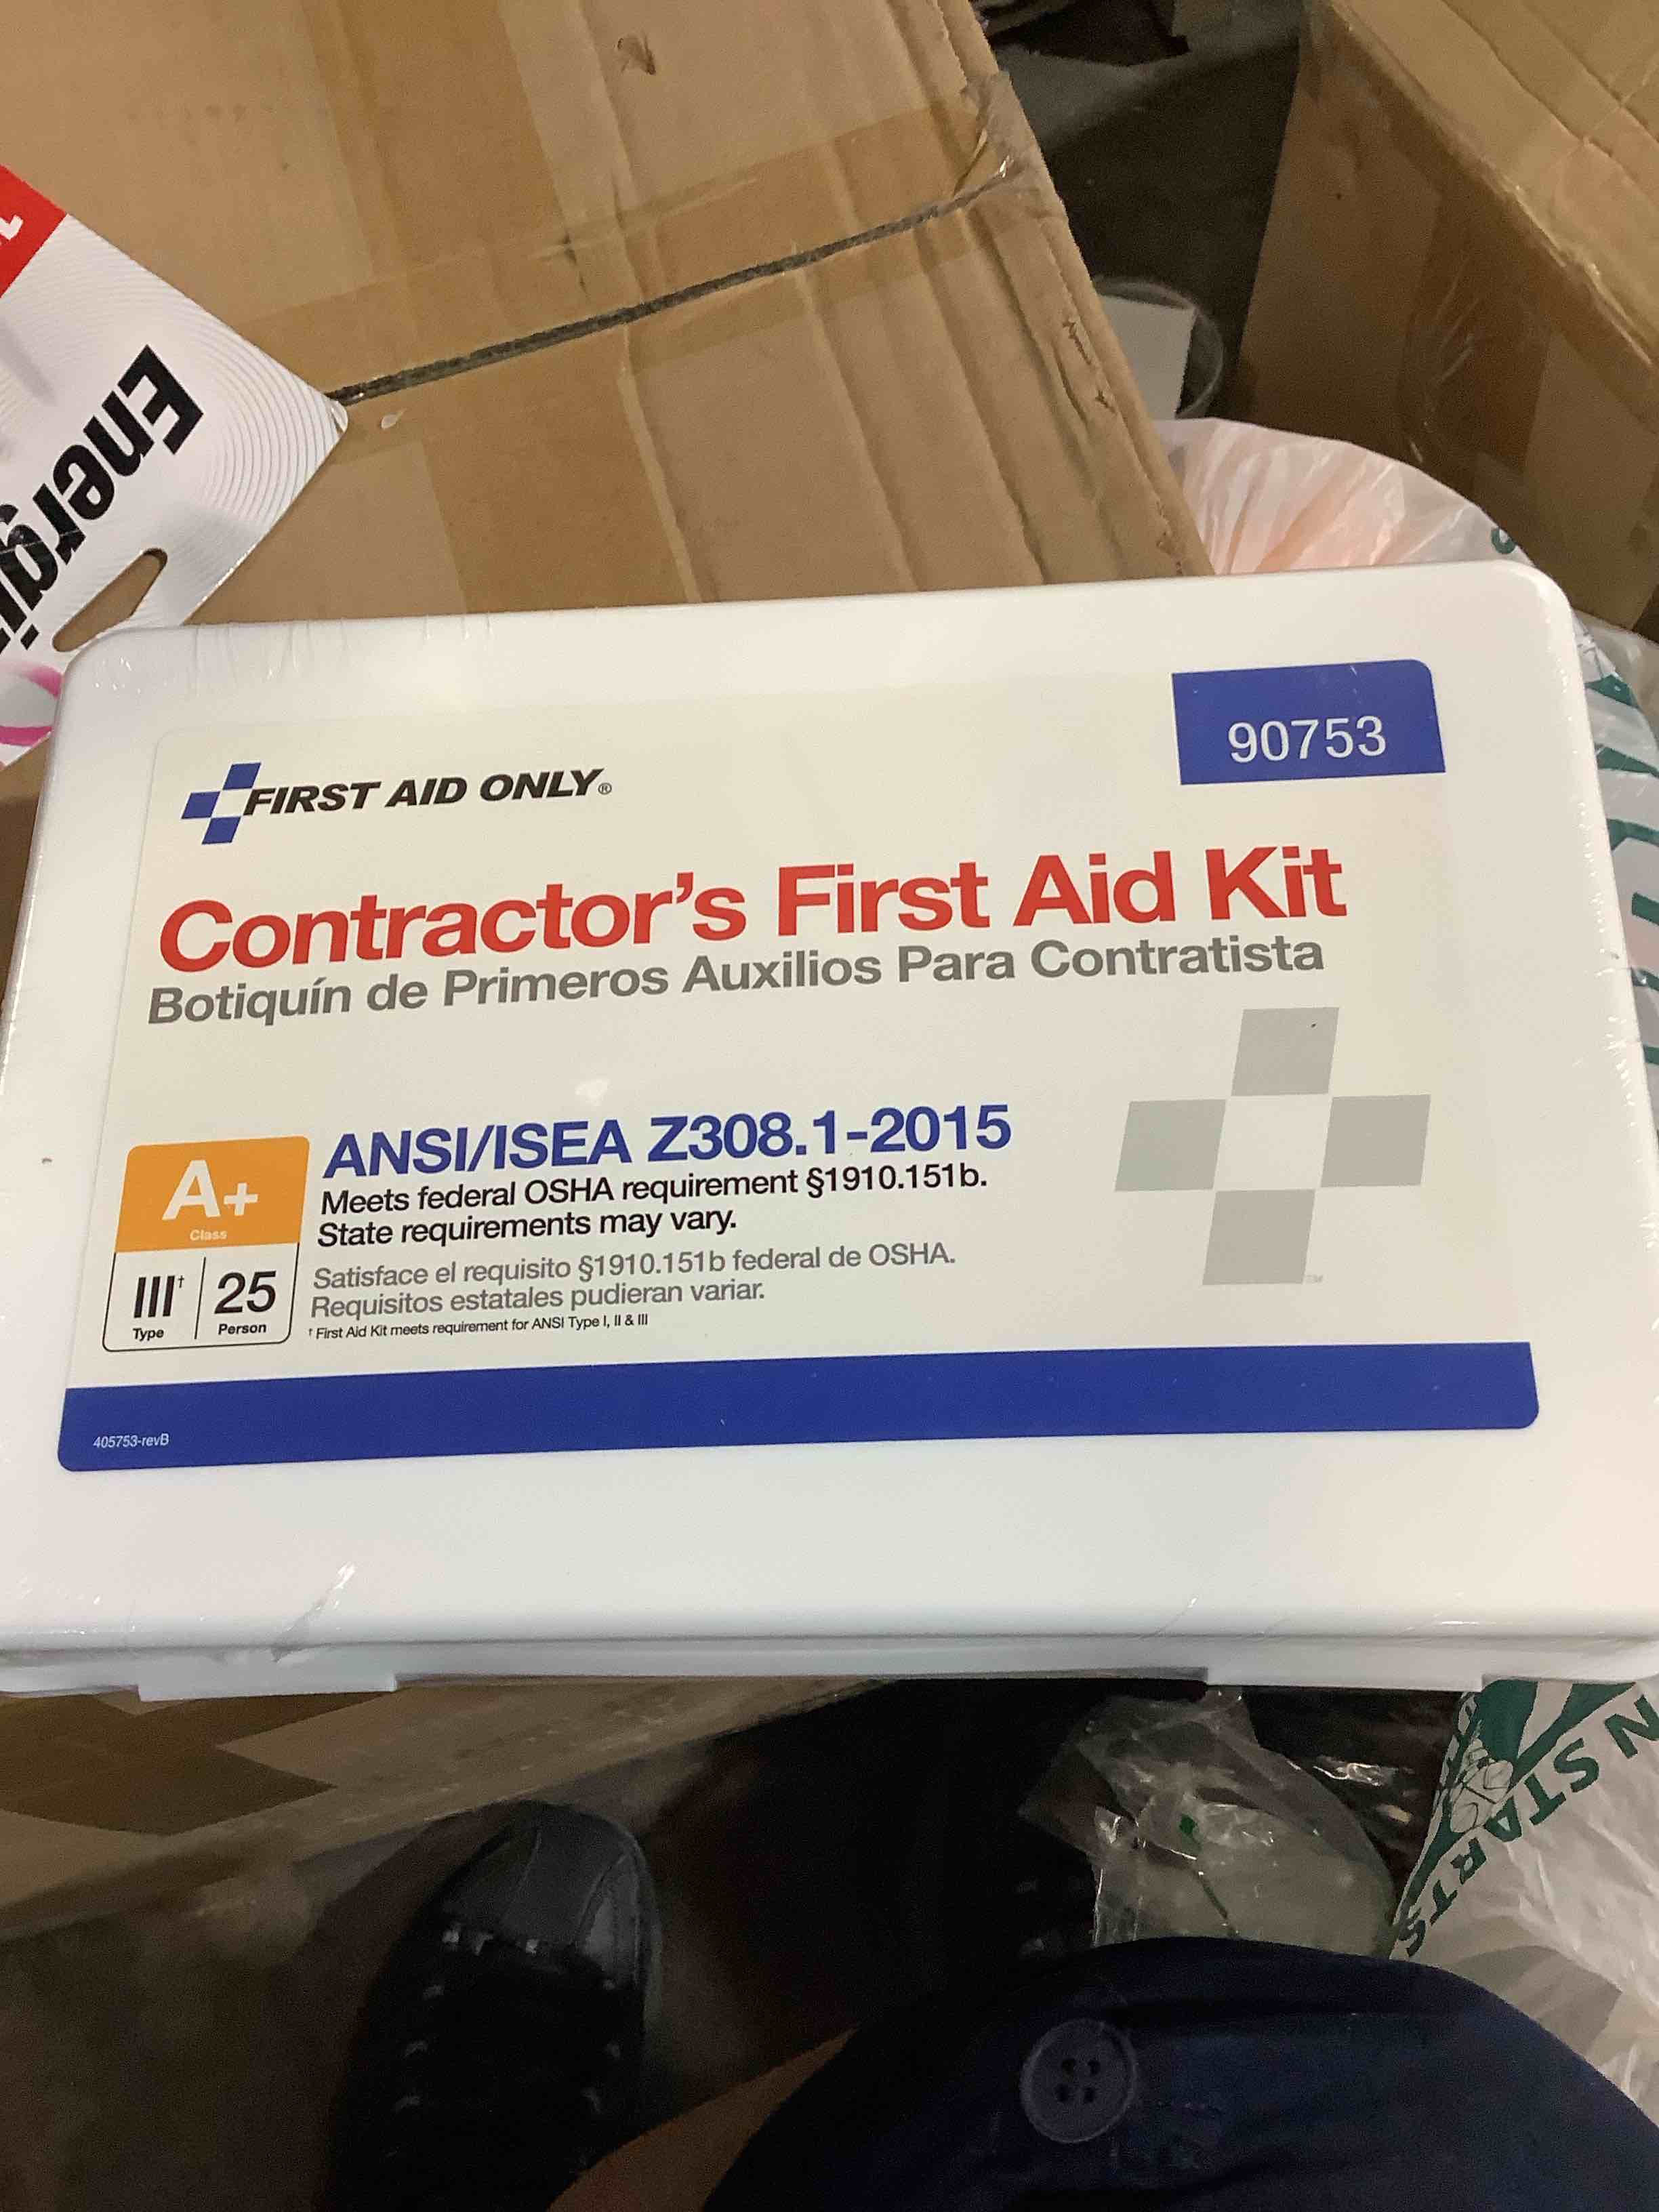 90753
FIRST AID ONLY®
Contractor's First Aid Kit
Botiquín de Primeros Auxilios Para Contratista
A+
Class
III†
Type
25
Person
ANSI/ISEA Z308.1-2015
Meets federal OSHA requirement §1910.151b.
State requirements may vary.
Satisface el requisito §1910.151b federal de OSHA.
Requisitos estatales pudieran variar.
† First Aid Kit meets requirement for ANSI Type I, II & III
TM
405753-revB
Energi
N STARTS